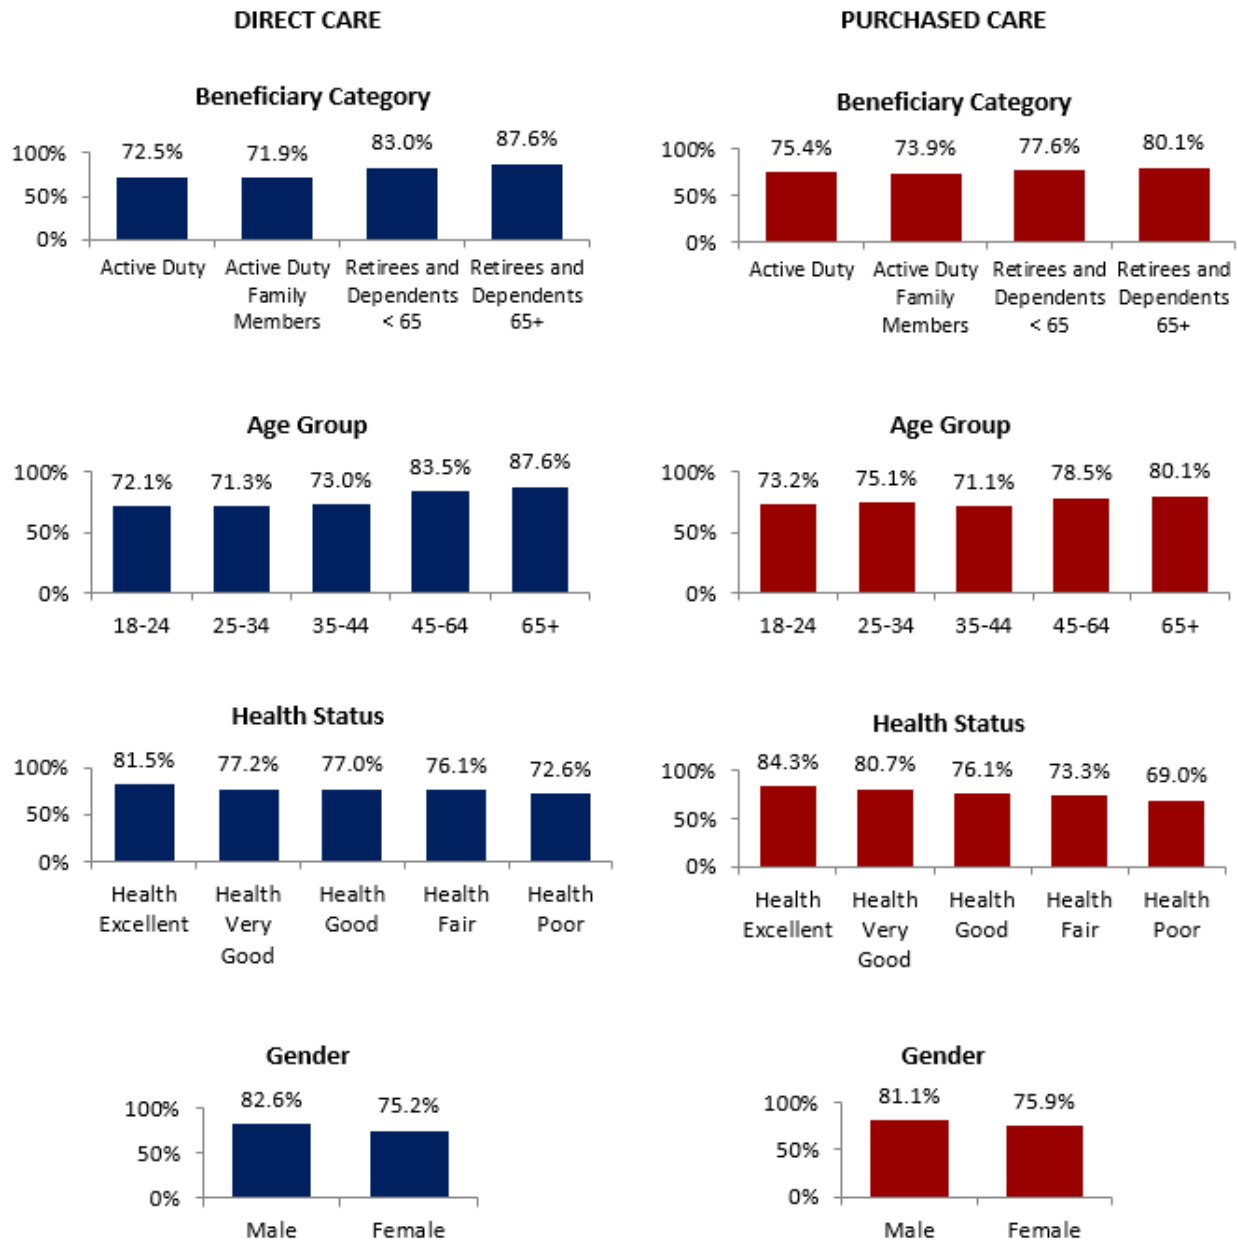 DIRECT CARE
Beneficiary Category
72.5% 71.9% 83.0% 87.6%
100%
50%
0%
Active Duty Active Duty Retirees and Retirees and
Family Dependents Dependents
Members < 65 65+
Age Group
72.1% 71.3% 73.0% 83.5% 87.6%
100%
50%
0%
18-24 25-34 35-44 45-64 65+
Health Status
81.5% 77.2% 77.0% 76.1% 72.6%
100%
50%
0%
Health Health Health Health Health
Excellent Very Good Fair Poor
Good
Gender
82.6% 75.2%
100%
50%
0%
Male Female
PURCHASED CARE
Beneficiary Category
75.4% 73.9% 77.6% 80.1%
100%
50%
0%
Active Duty Active Duty Retirees and Retirees and
Family Dependents Dependents
Members < 65 65+
Age Group
73.2% 75.1% 71.1% 78.5% 80.1%
100%
50%
0%
18-24 25-34 35-44 45-64 65+
Health Status
84.3% 80.7% 76.1% 73.3% 69.0%
100%
50%
0%
Health Health Health Health Health
Excellent Very Good Fair Poor
Good
Gender
81.1% 75.9%
100%
50%
0%
Male Female